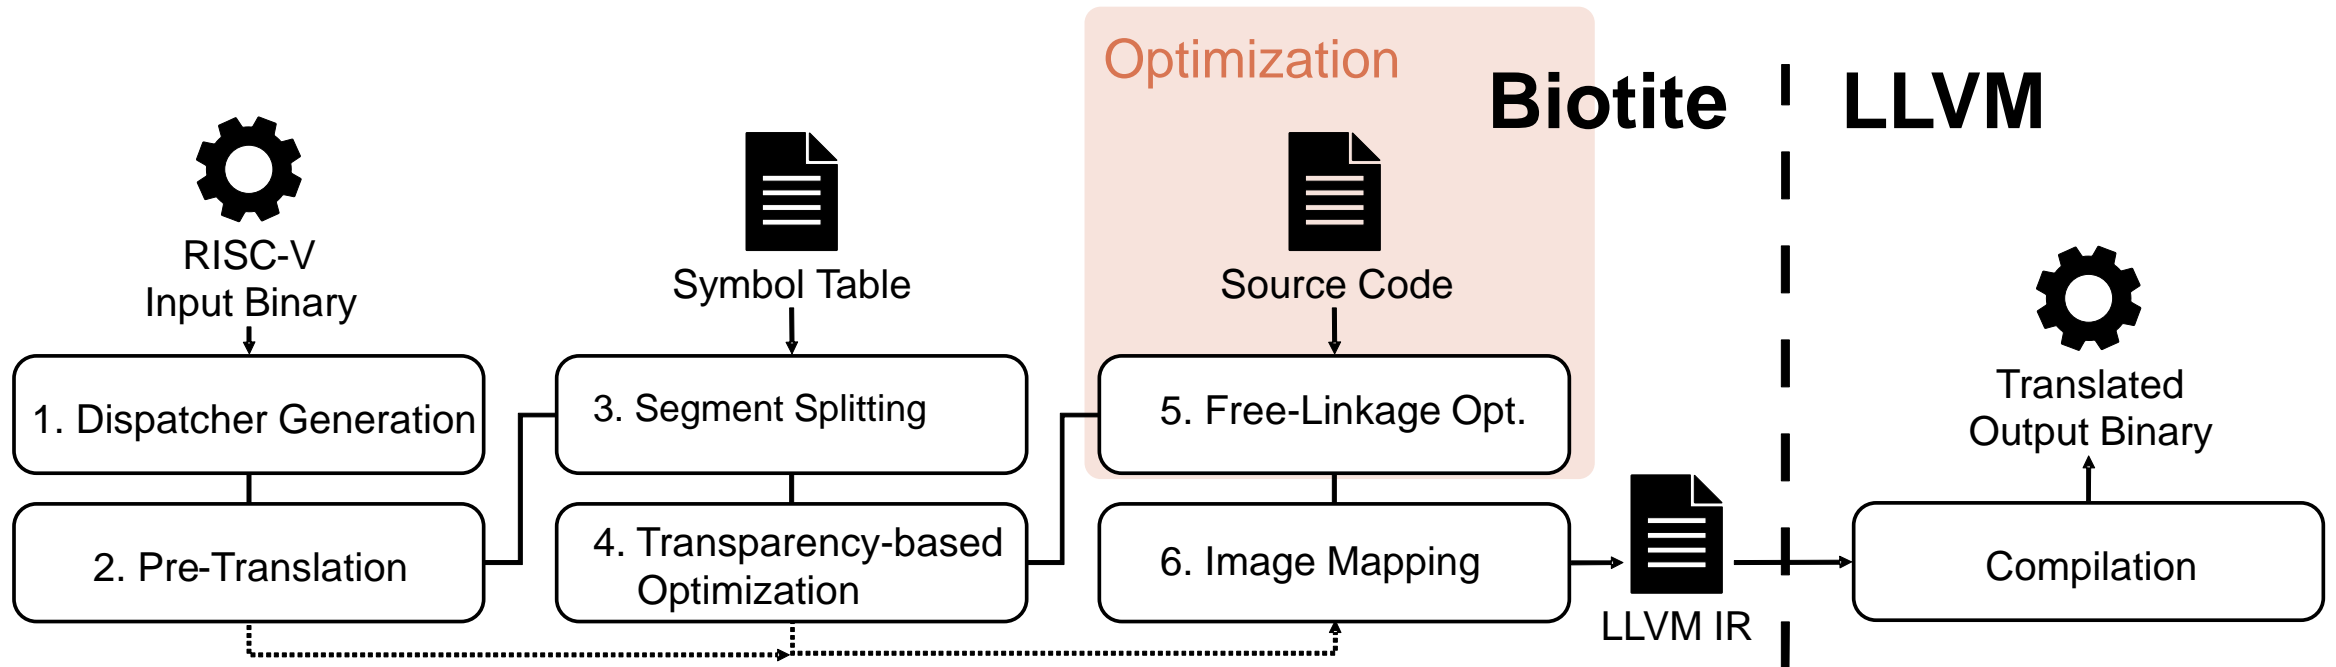 Optimization
Biotite
LLVM
RISC-V
Input Binary
Symbol Table
Source Code
Translated
Output Binary
1. Dispatcher Generation
2. Pre-Translation
3. Segment Splitting
4. Transparency-based
Optimization
5. Free-Linkage Opt.
6. Image Mapping
LLVM IR
Compilation